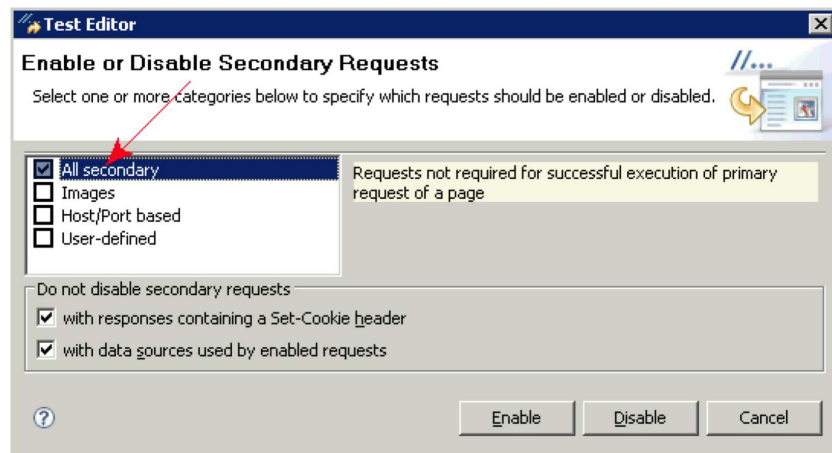 Test Editor
Enable or Disable Secondary Requests
Select one or more categories below to specify which requests should be enabled or disabled.
All secondary
Images
Host/Port based
User-defined
Requests not required for successful execution of primary
request of a page
Do not disable secondary requests
with responses containing a Set-Cookie header
with data sources used by enabled requests
Enable
Disable
Cancel